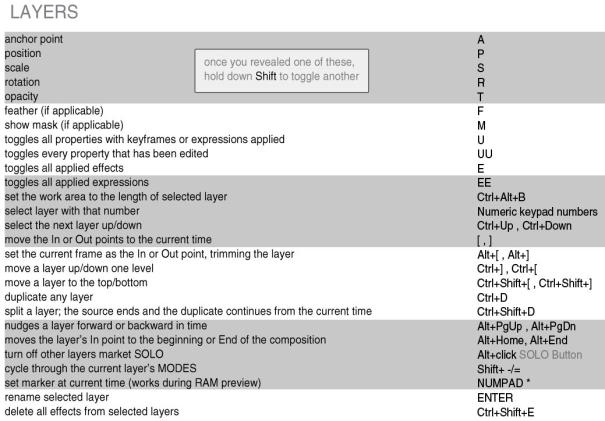 LAYERS
anchor point A
position P
scale S
once you revealed one of these,
hold down Shift to toggle another
rotation R
opacity T
feather (if applicable) F
show mask (if applicable) M
toggles all properties with keyframes or expressions applied U
toggles every property that has been edited UU
toggles all applied effects E
toggles all applied expressions EE
set the work area to the length of selected layer Ctrl+Alt+B
select layer with that number Numeric keypad numbers
select the next layer up/down Ctrl+Up , Ctrl+Down
move the In or Out points to the current time [ , ]
set the current frame as the In or Out point, trimming the layer Alt+[ , Alt+]
move a layer up/down one level Ctrl+] , Ctrl+[
move a layer to the top/bottom Ctrl+Shift+[ , Ctrl+Shift+]
duplicate any layer Ctrl+D
split a layer; the source ends and the duplicate continues from the current time Ctrl+Shift+D
nudges a layer forward or backward in time Alt+PgUp , Alt+PgDn
moves the layer's In point to the beginning or End of the composition Alt+Home, Alt+End
turn off other layers market SOLO Alt+click SOLO Button
cycle through the current layer's MODES Shift+ -/=
set marker at current time (works during RAM preview) NUMPAD *
rename selected layer ENTER
delete all effects from selected layers Ctrl+Shift+E